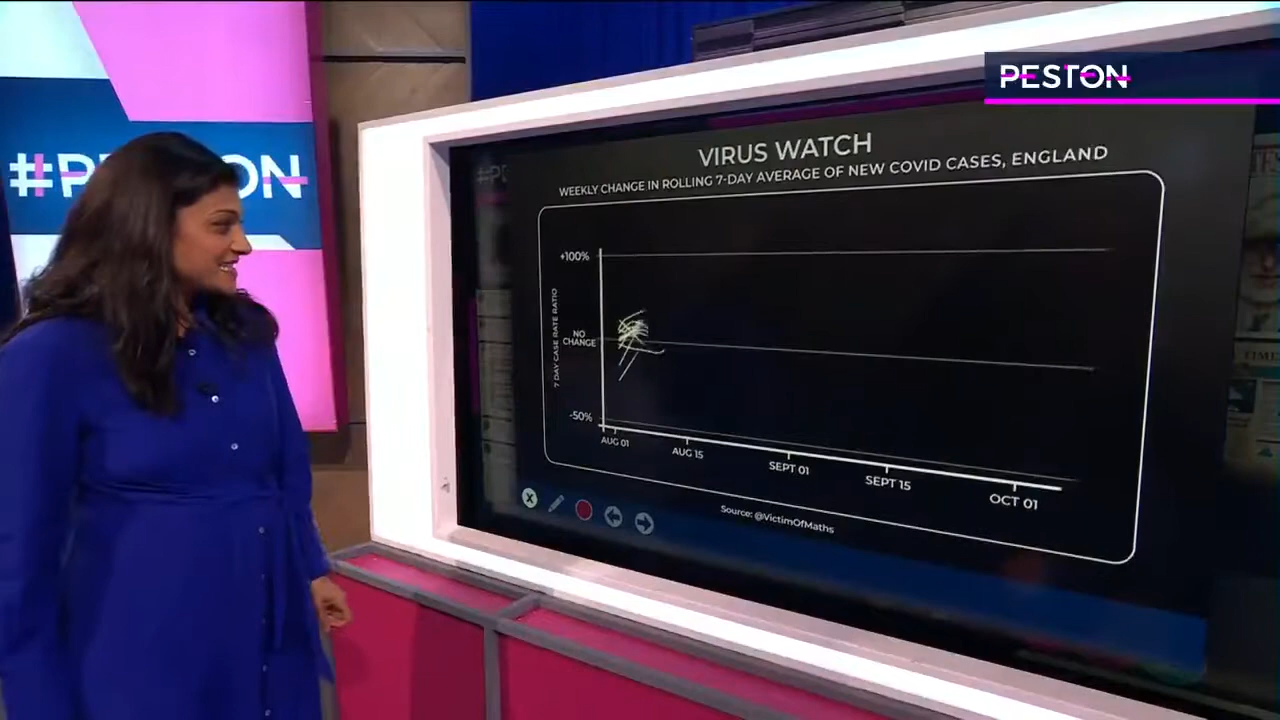 PESTON
#PESTON
VIRUS WATCH
WEEKLY CHANGE IN ROLLING 7-DAY AVERAGE OF NEW COVID CASES, ENGLAND
+100%
NO
CHANGE
-50%
7 DAY CASE RATE RATIO
AUG 01
AUG 15
SEPT 01
SEPT 15
OCT 01
X
Source: @VictimOfMaths